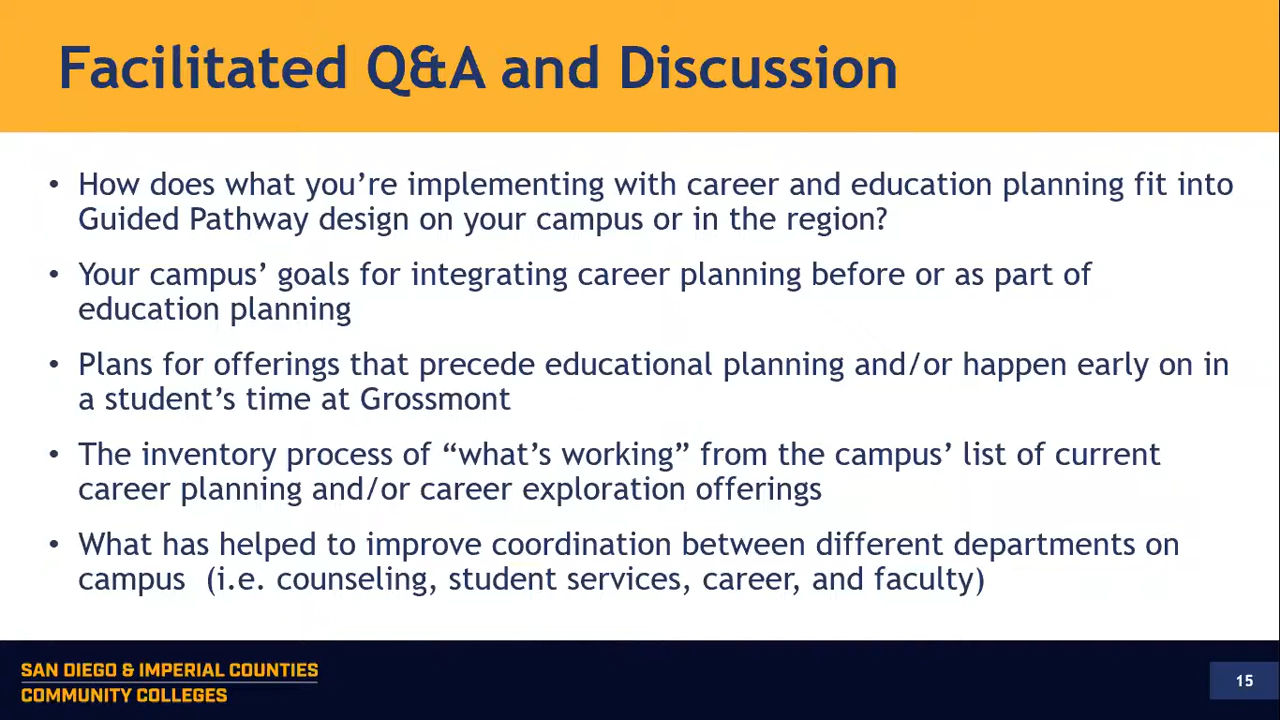 Facilitated Q&A and Discussion
• How does what you’re implementing with career and education planning fit into
Guided Pathway design on your campus or in the region?
• Your campus’ goals for integrating career planning before or as part of
education planning
• Plans for offerings that precede educational planning and/or happen early on in
a student’s time at Grossmont
• The inventory process of “what’s working” from the campus’ list of current
career planning and/or career exploration offerings
• What has helped to improve coordination between different departments on
campus  (i.e. counseling, student services, career, and faculty)
SAN DIEGO & IMPERIAL COUNTIES
COMMUNITY COLLEGES
15